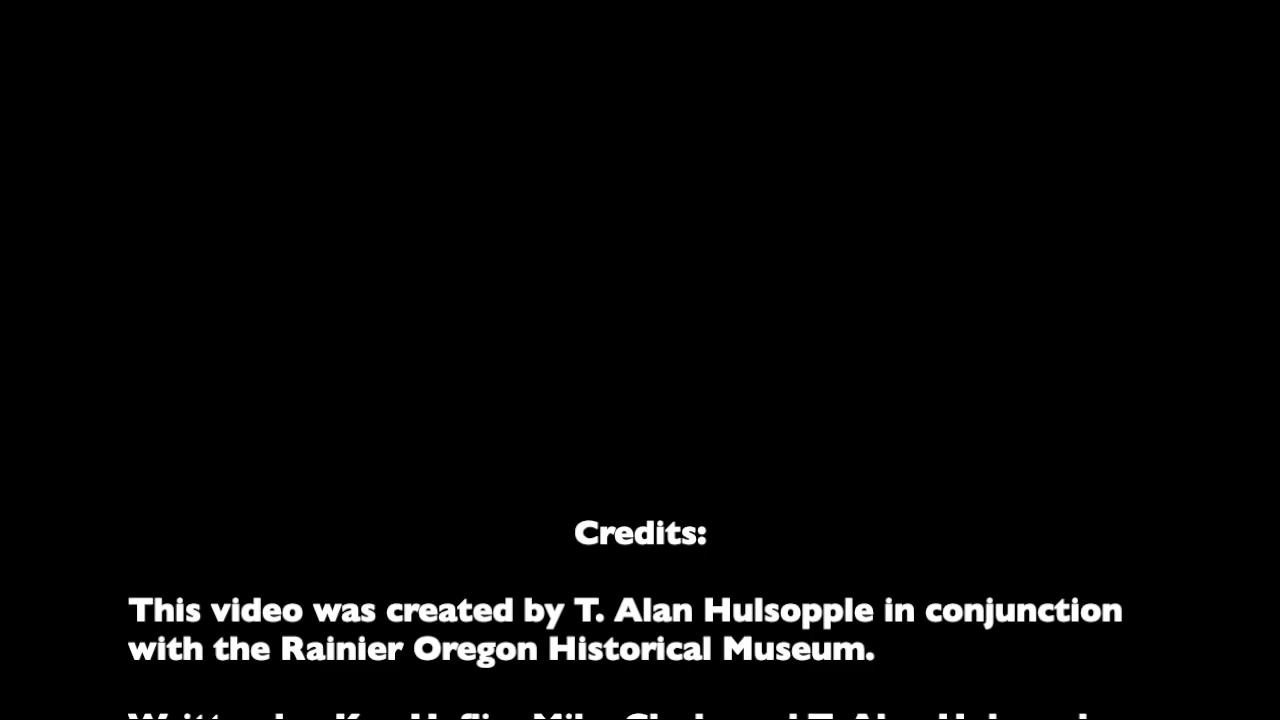 Credits:
This video was created by T. Alan Hulsopple in conjunction
with the Rainier Oregon Historical Museum.